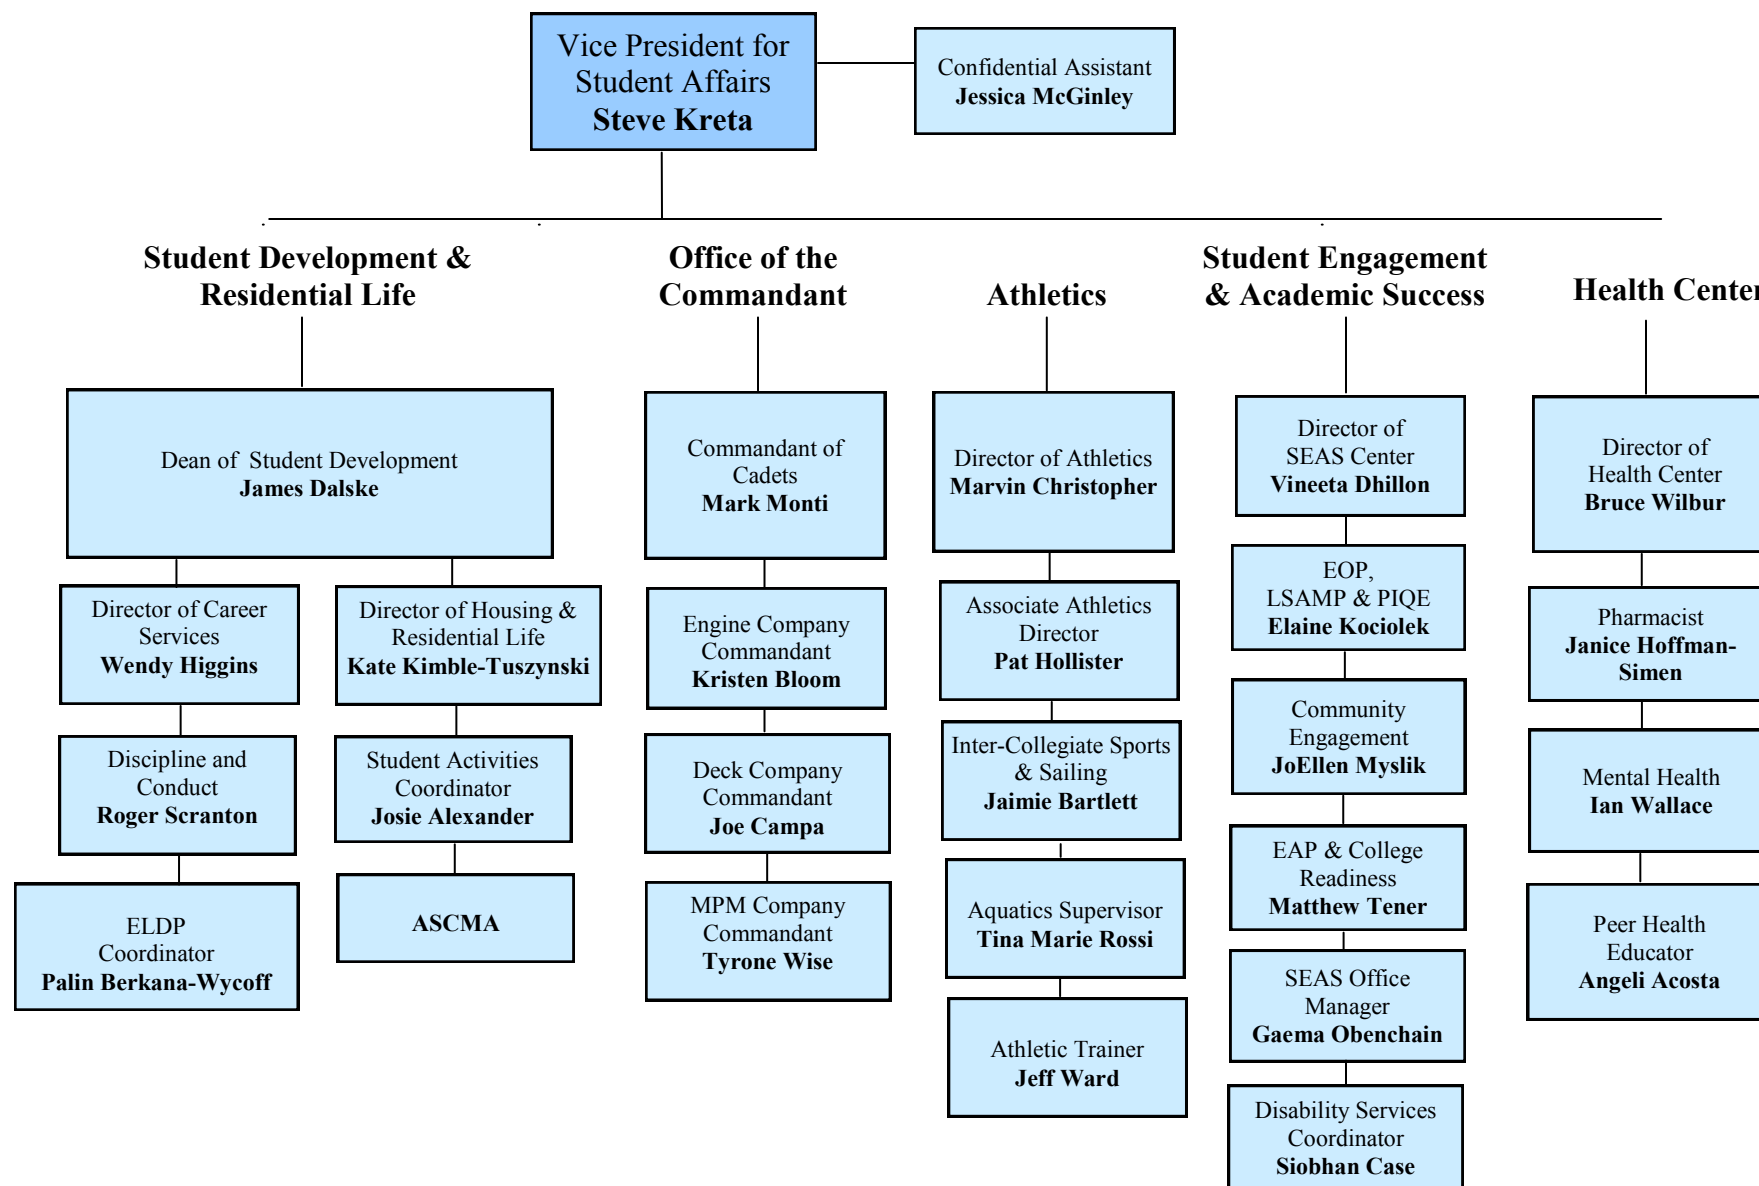 Vice President for
Student Affairs
Steve Kreta
Confidential Assistant
Jessica McGinley
Student Development &
Residential Life
Office of the
Commandant
Athletics
Student Engagement
& Academic Success
Health Center
Dean of Student Development
James Dalske
Director of Career
Services
Wendy Higgins
Discipline and
Conduct
Roger Scranton
ELDP
Coordinator
Palin Berkana-Wycoff
Director of Housing &
Residential Life
Kate Kimble-Tuszynski
Student Activities
Coordinator
Josie Alexander
ASCMA
Commandant of
Cadets
Mark Monti
Engine Company
Commandant
Kristen Bloom
Deck Company
Commandant
Joe Campa
MPM Company
Commandant
Tyrone Wise
Director of Athletics
Marvin Christopher
Associate Athletics
Director
Pat Hollister
Inter-Collegiate Sports
& Sailing
Jaimie Bartlett
Aquatics Supervisor
Tina Marie Rossi
Athletic Trainer
Jeff Ward
Director of
SEAS Center
Vineeta Dhillon
EOP,
LSAMP & PIQE
Elaine Kociolek
Community
Engagement
JoEllen Myslik
EAP & College
Readiness
Matthew Tener
SEAS Office
Manager
Gaema Obenchain
Disability Services
Coordinator
Siobhan Case
Director of
Health Center
Bruce Wilbur
Pharmacist
Janice Hoffman-
Simen
Mental Health
Ian Wallace
Peer Health
Educator
Angeli Acosta